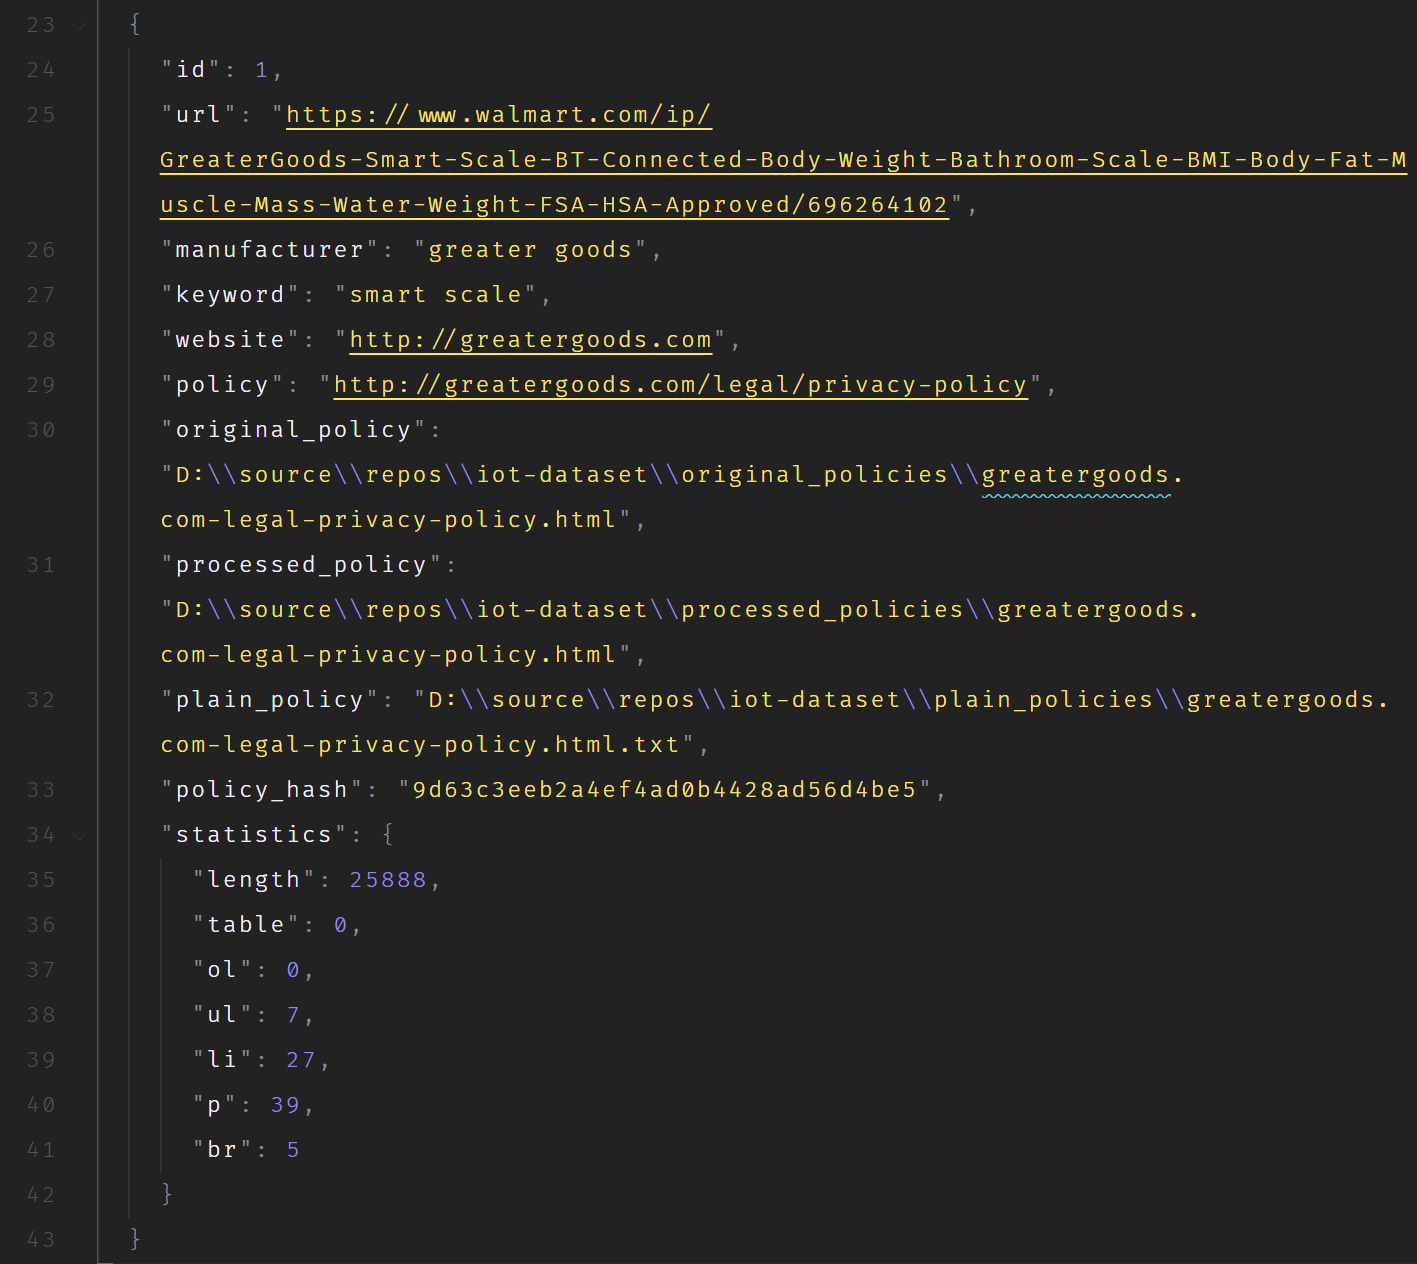 23 {
24 "id": 1,
25 "url": "https://www.walmart.com/ip/
GreaterGoods-Smart-Scale-BT-Connected-Body-Weight-Bathroom-Scale-BMI-Body-Fat-M
uscle-Mass-Water-Weight-FSA-HSA-Approved/696264102",
26 "manufacturer": "greater goods",
27 "keyword": "smart scale",
28 "website": "http://greatergoods.com",
29 "policy": "http://greatergoods.com/legal/privacy-policy",
30 "original_policy":
"D:\\source\\repos\\iot-dataset\\original_policies\\greatergoods.
com-legal-privacy-policy.html",
31 "processed_policy":
"D:\\source\\repos\\iot-dataset\\processed_policies\\greatergoods.
com-legal-privacy-policy.html",
32 "plain_policy": "D:\\source\\repos\\iot-dataset\\plain_policies\\greatergoods.
com-legal-privacy-policy.html.txt",
33 "policy_hash": "9d63c3eeb2a4ef4ad0b4428ad56d4be5",
34 "statistics": {
35 "length": 25888,
36 "table": 0,
37 "ol": 0,
38 "ul": 7,
39 "li": 27,
40 "p": 39,
41 "br": 5
42 }
43 }